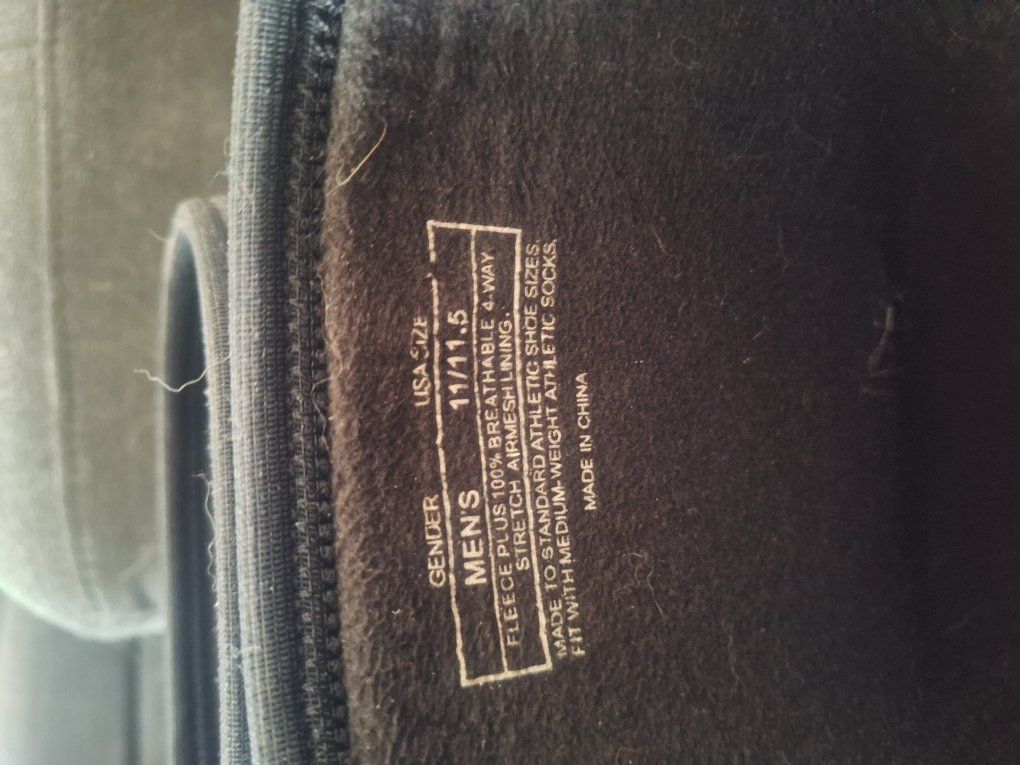 GENDER USA SIZE
MEN'S 11/11.5
FLEECE PLUS 100% BREATHABLE 4-WAY
STRETCH AIRMESH LINING.
MADE TO STANDARD ATHLETIC SHOE SIZES.
FIT WITH MEDIUM-WEIGHT ATHLETIC SOCKS.
MADE IN CHINA